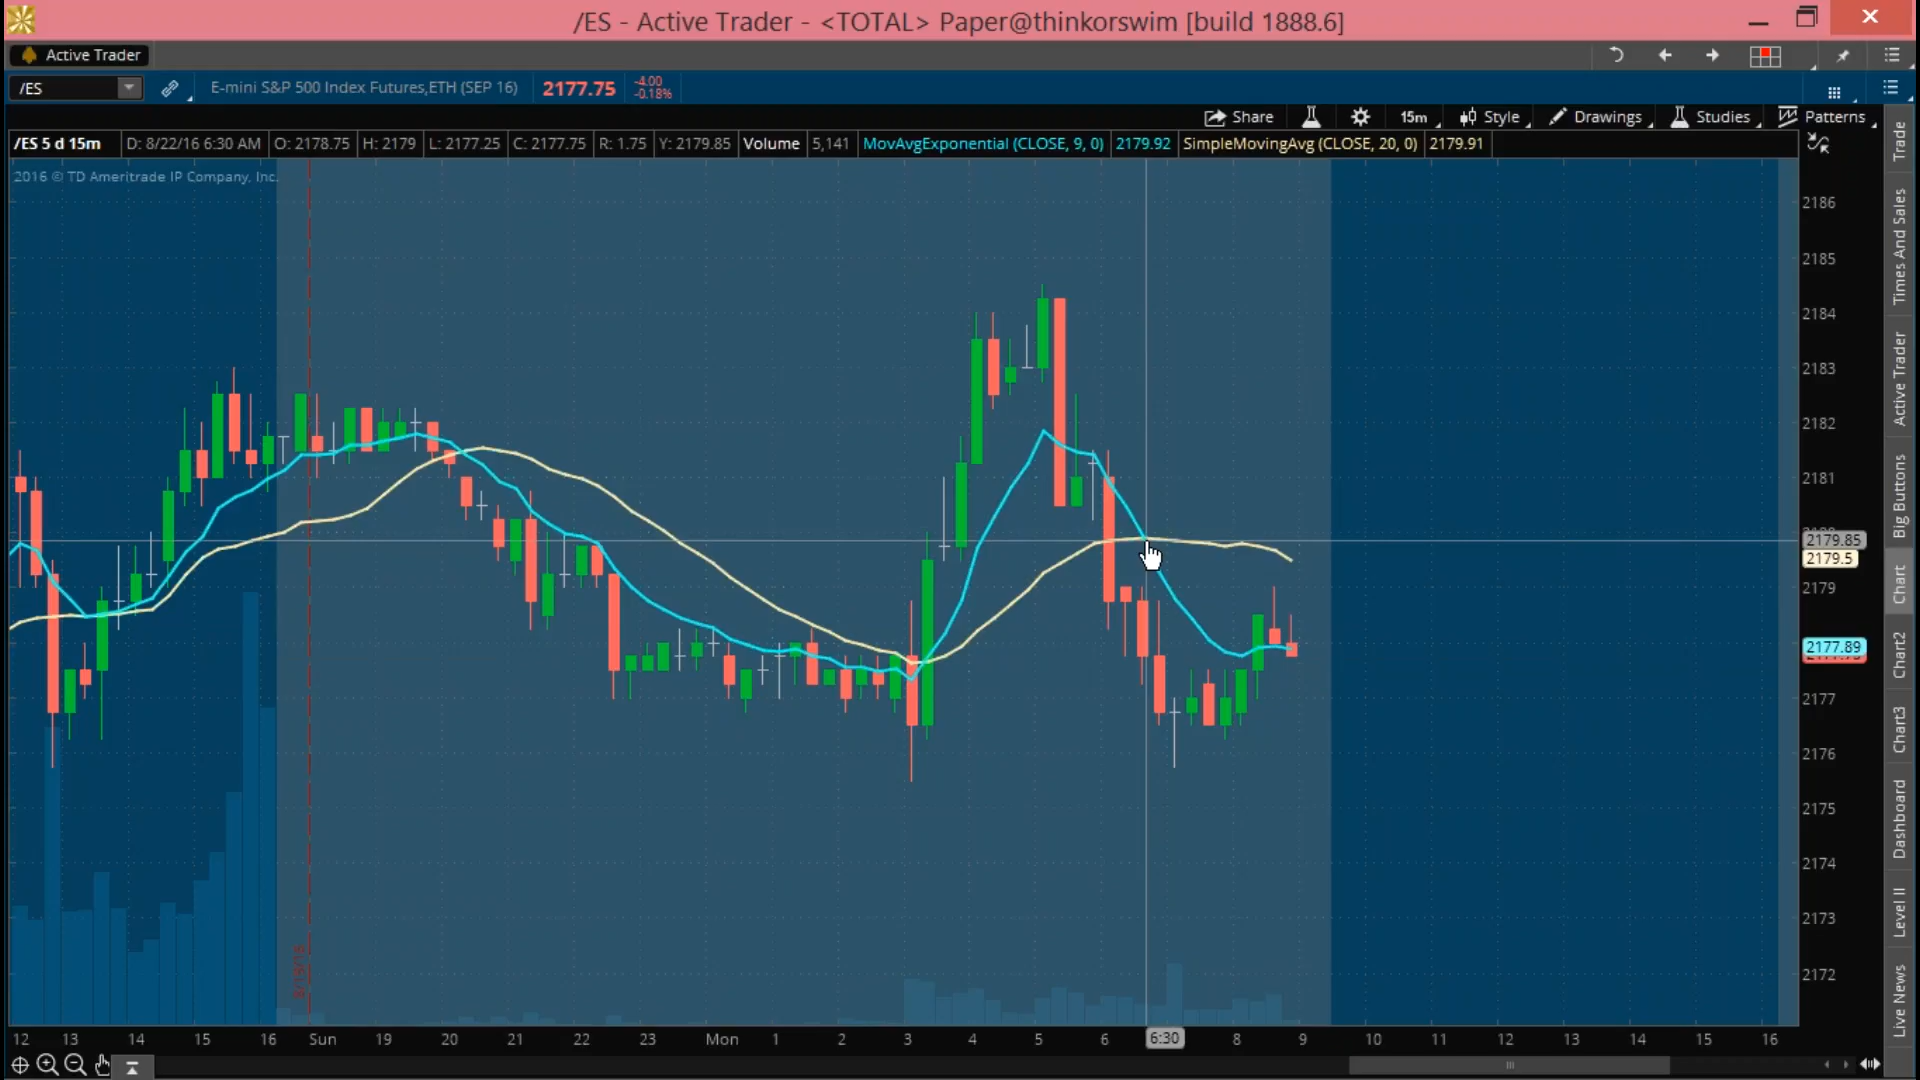 /ES - Active Trader - <TOTAL> Paper@thinkorswim [build 1888.6]
Active Trader
/ES E-mini S&P 500 Index Futures,ETH (SEP 16) 2177.75 -4.00 -0.18%
Share 15m Style Drawings Studies Patterns
/ES 5 d 15m D: 8/22/16 6:30 AM O: 2178.75 H: 2179 L: 2177.25 C: 2177.75 R: 1.75 Y: 2179.85 Volume 5,141 MovAvgExponential (CLOSE, 9, 0) 2179.92 SimpleMovingAvg (CLOSE, 20, 0) 2179.91
2016 © TD Ameritrade IP Company, Inc.
2186
2185
2184
2183
2182
2181
2179.85
2179.5
2179
2177.89
2177
2176
2175
2174
2173
2172
12 13 14 15 16 Sun 19 20 21 22 23 Mon 1 2 3 4 5 6 6:30 8 9 10 11 12 13 14 15 16
Trade
Times And Sales
Active Trader
Big Buttons
Chart
Chart2
Chart3
Dashboard
Level II
Live News